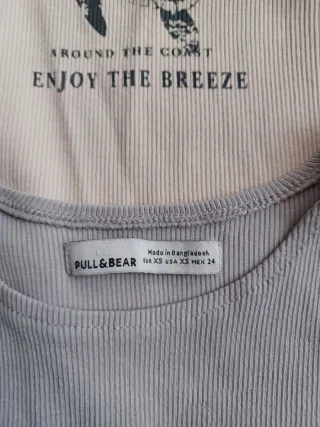 AROUND THE COAST
ENJOY THE BREEZE
PULL&BEAR
Made in Bangladesh
EUR XS USA XS MEX 24